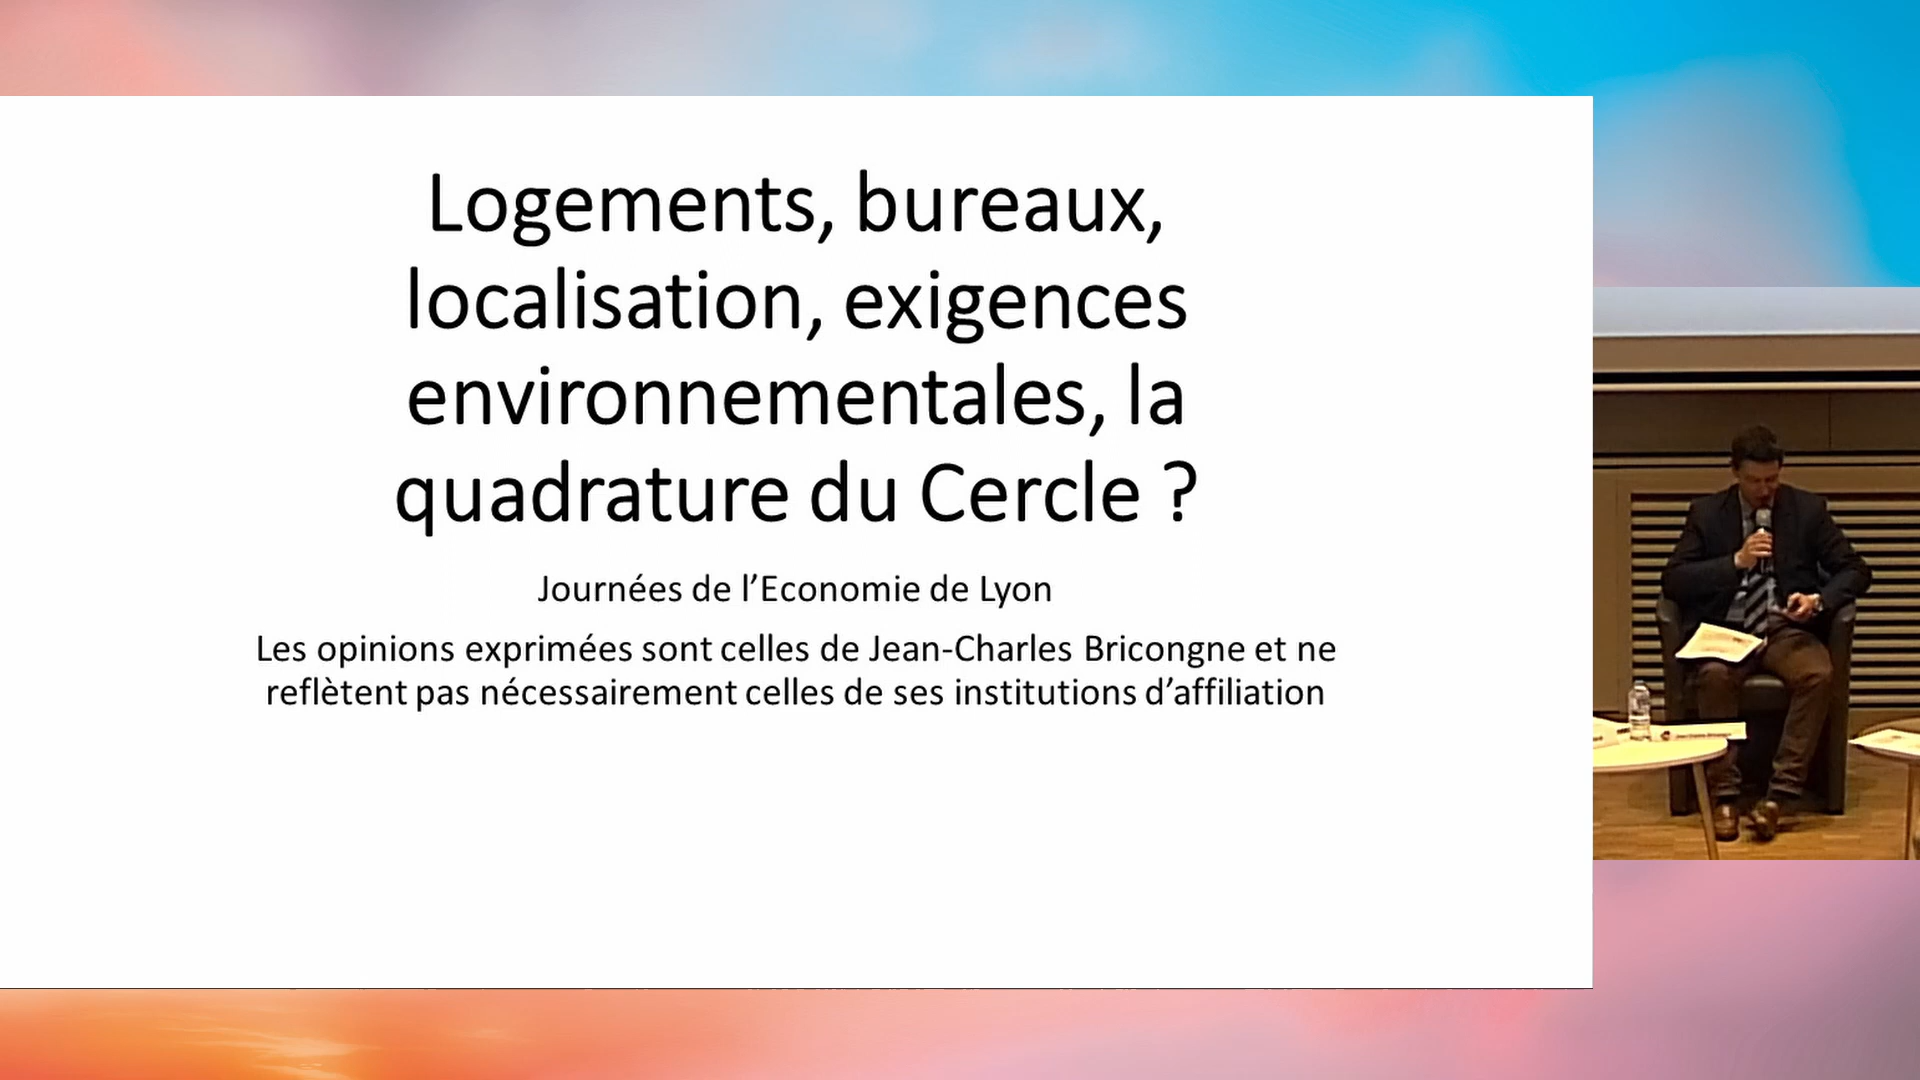 Logements, bureaux,
localisation, exigences
environnementales, la
quadrature du Cercle ?
Journées de l’Economie de Lyon
Les opinions exprimées sont celles de Jean-Charles Bricongne et ne
reflètent pas nécessairement celles de ses institutions d’affiliation